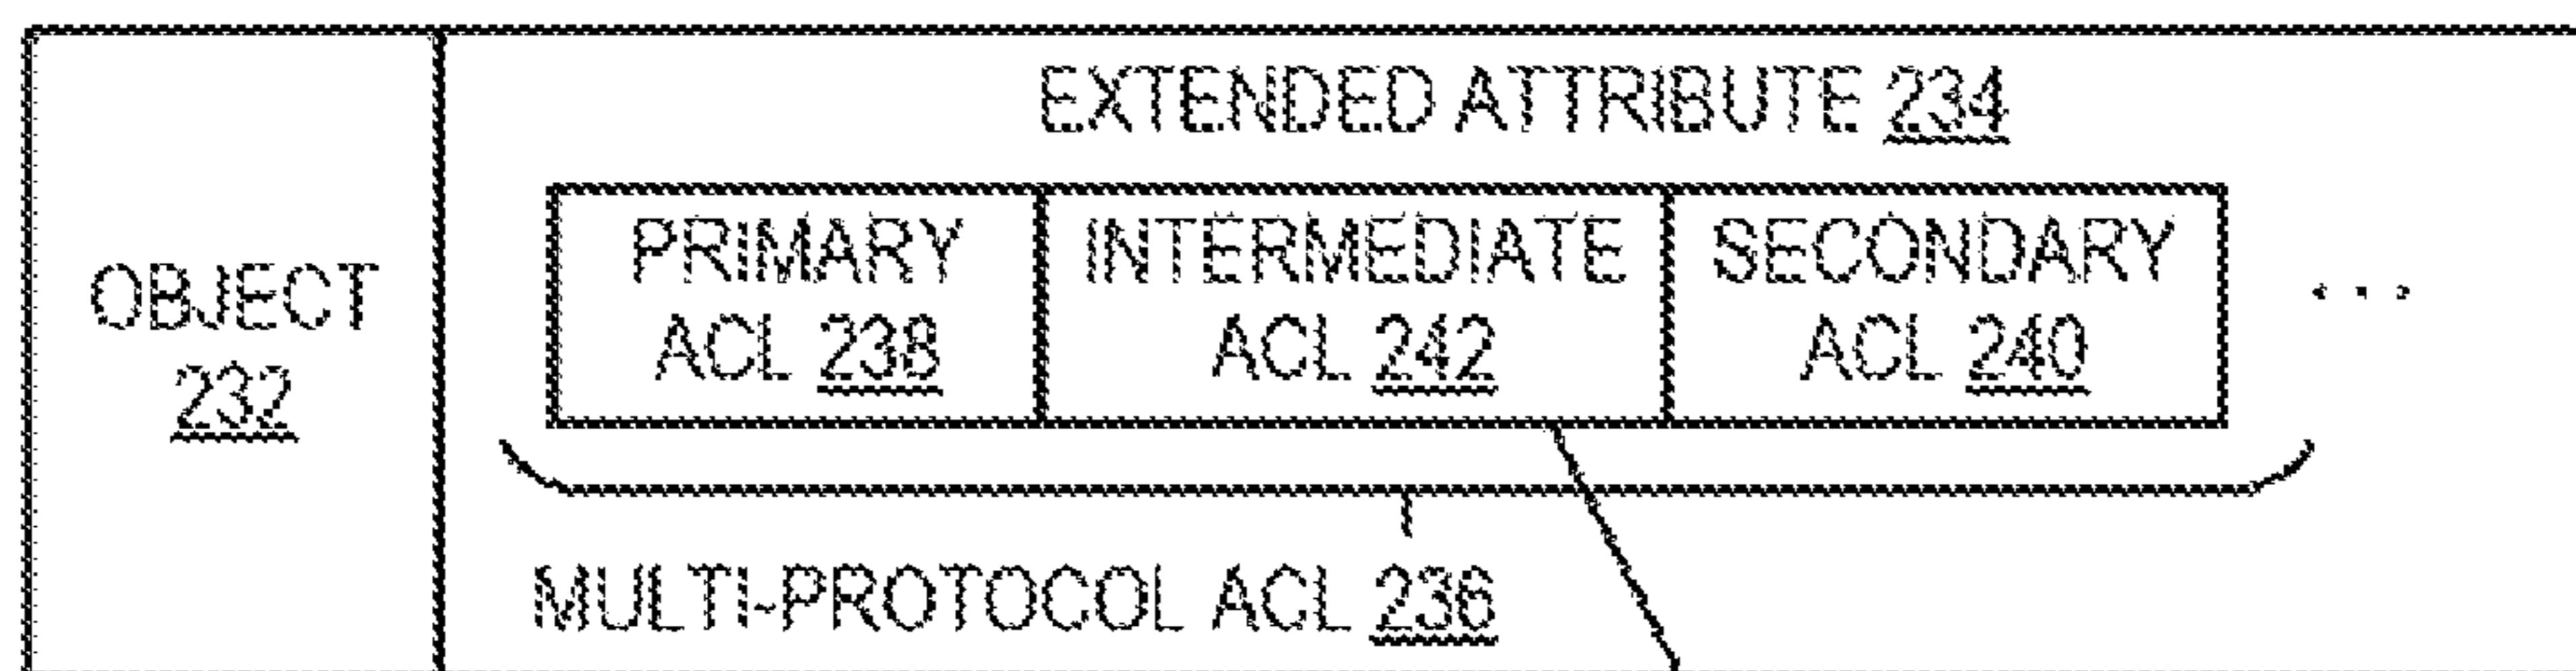 EXTENDED ATTRIBUTE 234
OBJECT
232
PRIMARY
ACL 238
INTERMEDIATE
ACL 242
SECONDARY
ACL 240
...
MULTI-PROTOCOL ACL 236